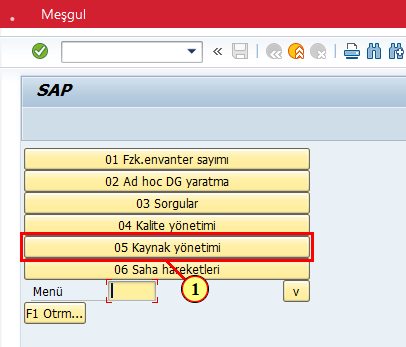 Meşgul
SAP
01 Fzk.envanter sayımı
02 Ad hoc DG yaratma
03 Sorgular
04 Kalite yönetimi
05 Kaynak yönetimi
06 Saha hareketleri
1
Menü
v
F1 Otrm...